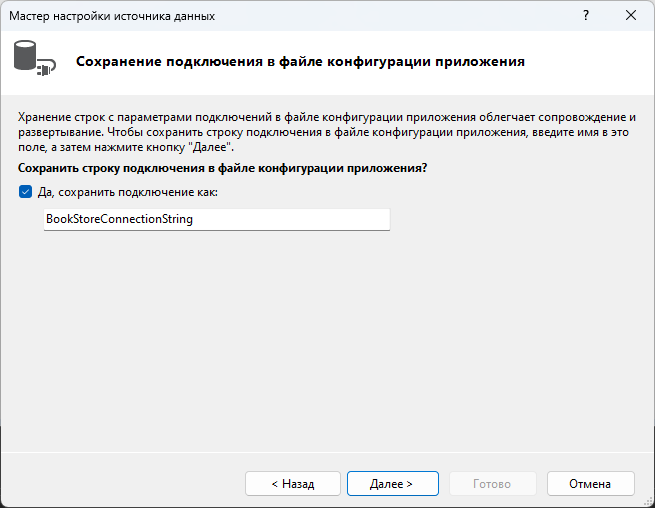 Мастер настройки источника данных
?
Сохранение подключения в файле конфигурации приложения
Хранение строк с параметрами подключений в файле конфигурации приложения облегчает сопровождение и
развертывание. Чтобы сохранить строку подключения в файле конфигурации приложения, введите имя в это
поле, а затем нажмите кнопку "Далее".
Сохранить строку подключения в файле конфигурации приложения?
Да, сохранить подключение как:
BookStoreConnectionString
< Назад
Далее >
Готово
Отмена